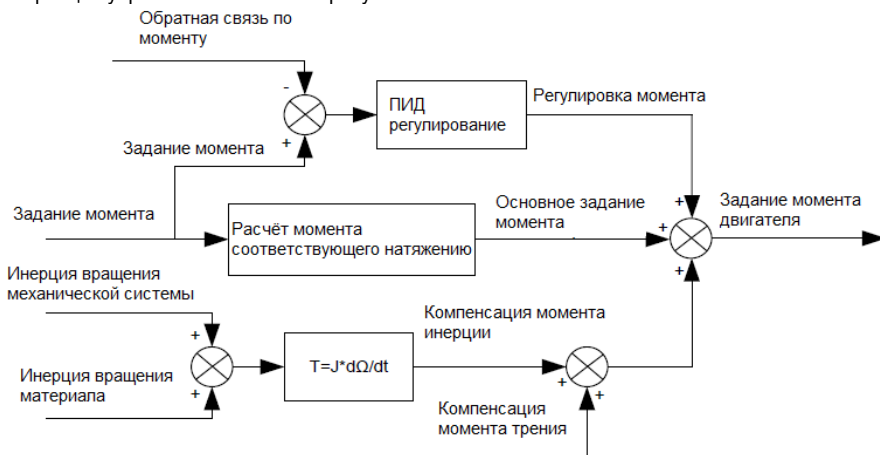 Обратная связь по
моменту
-
ПИД
регулирование
Регулировка момента
+
Задание момента
Задание момента
Расчёт момента
соответствующего натяжению
Основное задание
момента
+
+
+
Задание момента
двигателя
Инерция вращения
механической системы
+
Инерция вращения
материала
+
T=J*dΩ/dt
Компенсация момента
инерции
+
+
Компенсация
момента трения